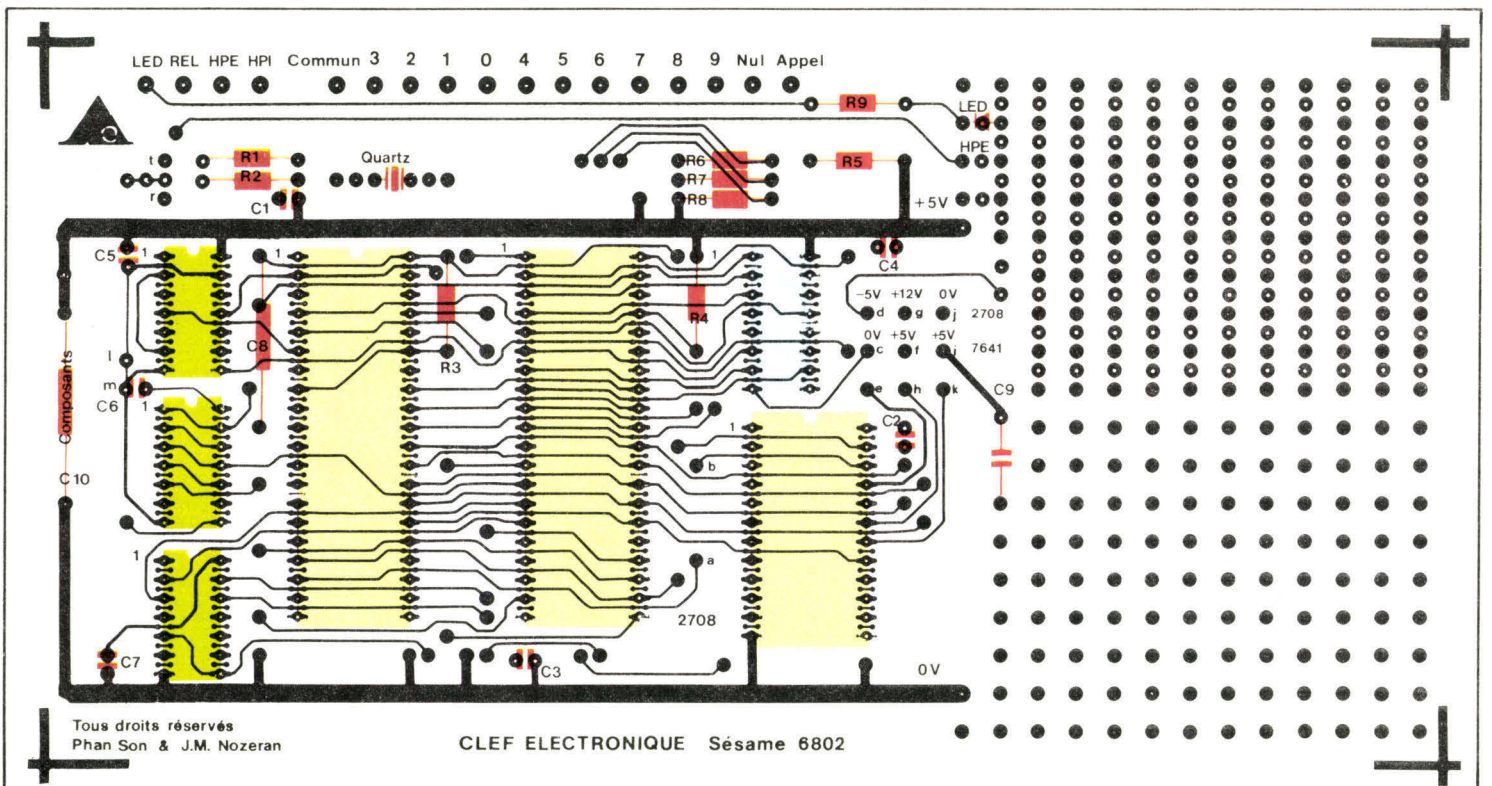 LED REL HPE HPI Commun 3 2 1 0 4 5 6 7 8 9 Nul Appel
R9
LED
HPE
t
R1
Quartz
R6
R5
R2
R7
r
C1
R8
+5V
C5
1
1
1
1
C4
-5V +12V 0V
d g j 2708
R4
0V +5V +5V
C8
l
c f i 7641
R3
m
Composants
e h k
C9
C6
1
C2
1
b
C10
1
a
2708
C7
C3
0V
Tous droits réservés
Phan Son & J.M. Nozeran
CLEF ELECTRONIQUE Sésame 6802